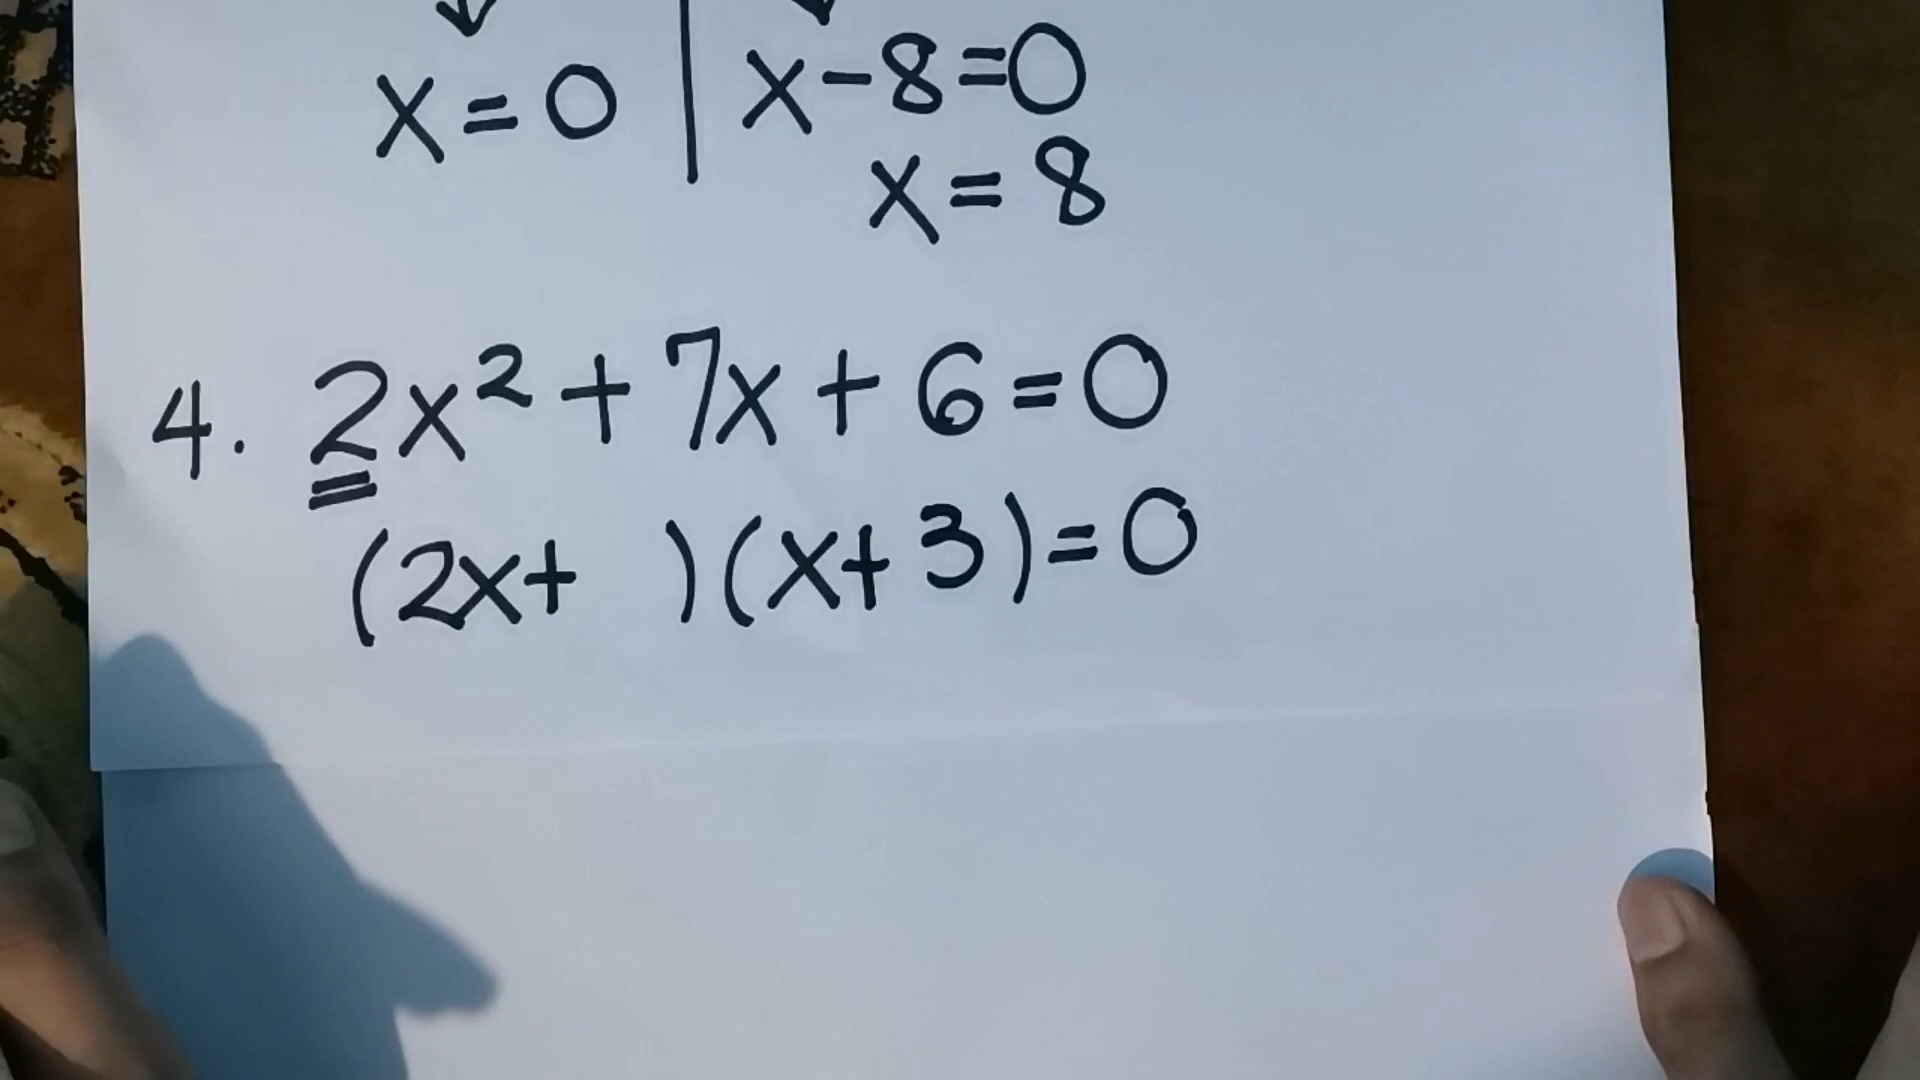 x=0 | x-8=0
x=8
4. 2x²+7x+6=0
(2x+ )(x+3)=0